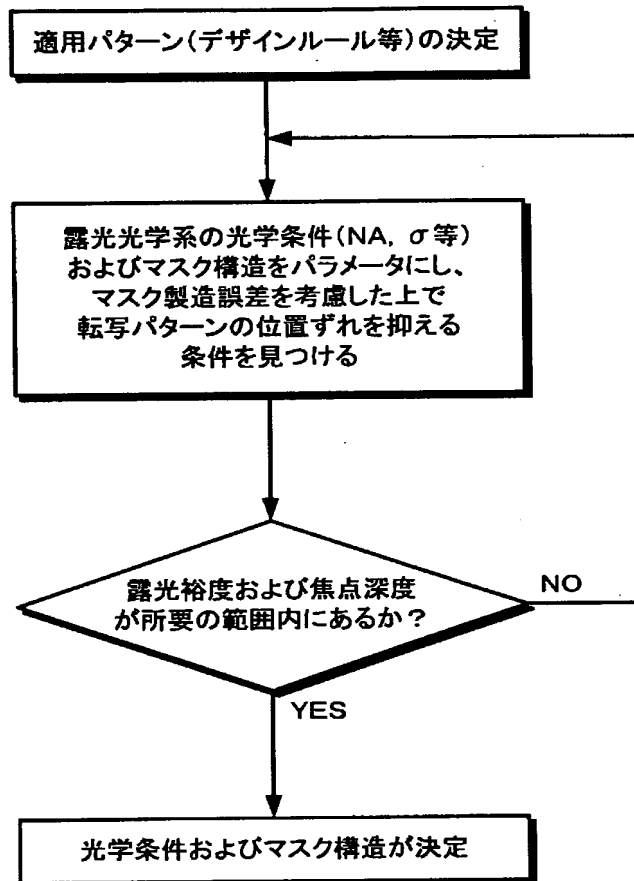 適用パターン(デザインルール等)の決定
露光光学系の光学条件(NA, σ等)
およびマスク構造をパラメータにし、
マスク製造誤差を考慮した上で
転写パターンの位置ずれを抑える
条件を見つける
露光裕度および焦点深度
が所要の範囲内にあるか？
NO
YES
光学条件およびマスク構造が決定